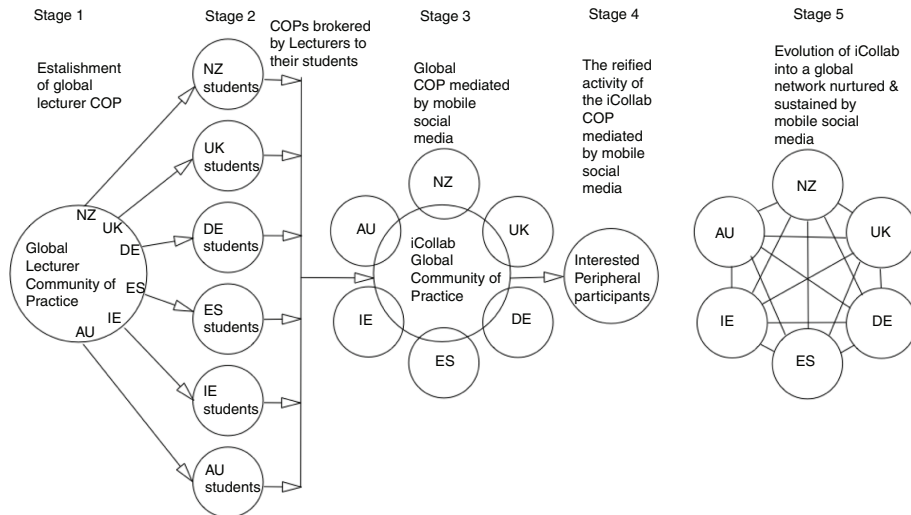 Stage 1
Estalishment
of global
lecturer COP
NZ
UK
DE
ES
IE
AU
Global
Lecturer
Community of
Practice
Stage 2
NZ
students
UK
students
DE
students
ES
students
IE
students
AU
students
COPs brokered
by Lecturers to
their students
Stage 3
Global
COP mediated
by mobile
social
media
NZ
AU
UK
iCollab
Global
Community of
Practice
IE
DE
ES
Stage 4
The reified
activity of
the iCollab
COP
mediated
by mobile
social
media
Interested
Peripheral
participants
Stage 5
Evolution of iCollab
into a global
network nurtured &
sustained by
mobile social
media
NZ
AU
UK
IE
DE
ES